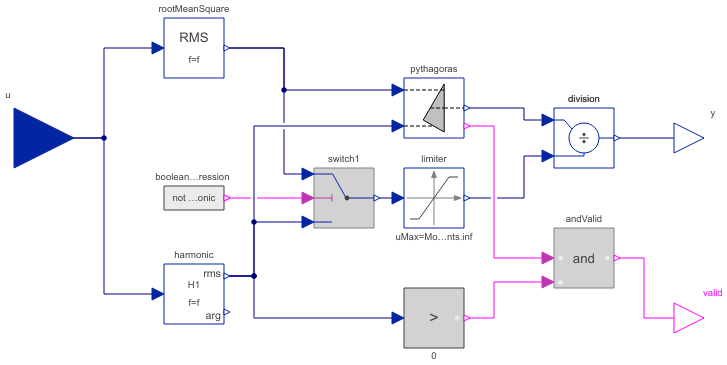 rootMeanSquare
RMS
f=f
u
pythagoras
division
÷
y
boolean...ression
not ...onic
switch1
limiter
uMax=Mo...nts.inf
harmonic
rms
H1
f=f
arg
andValid
and
valid
>
0